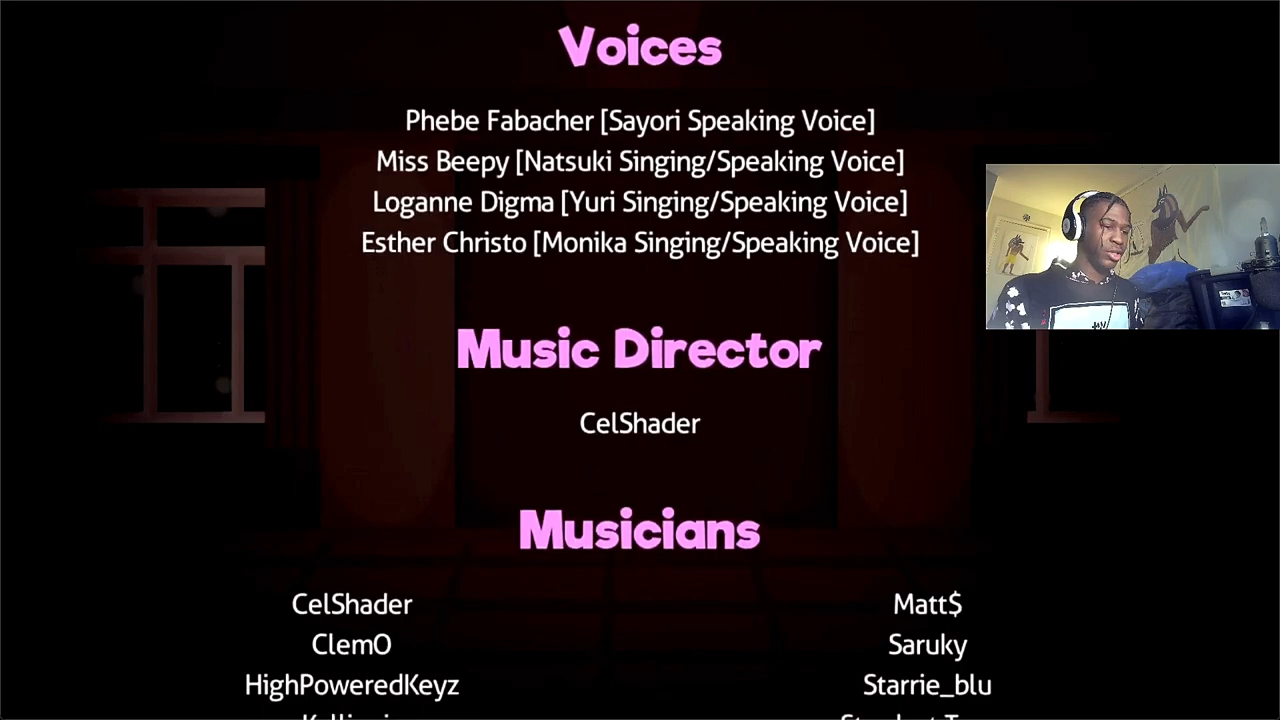 Voices
Phebe Fabacher [Sayori Speaking Voice]
Miss Beepy [Natsuki Singing/Speaking Voice]
Loganne Digma [Yuri Singing/Speaking Voice]
Esther Christo [Monika Singing/Speaking Voice]
Music Director
CelShader
Musicians
CelShader
Matt$
ClemO
Saruky
HighPoweredKeyz
Starrie_blu